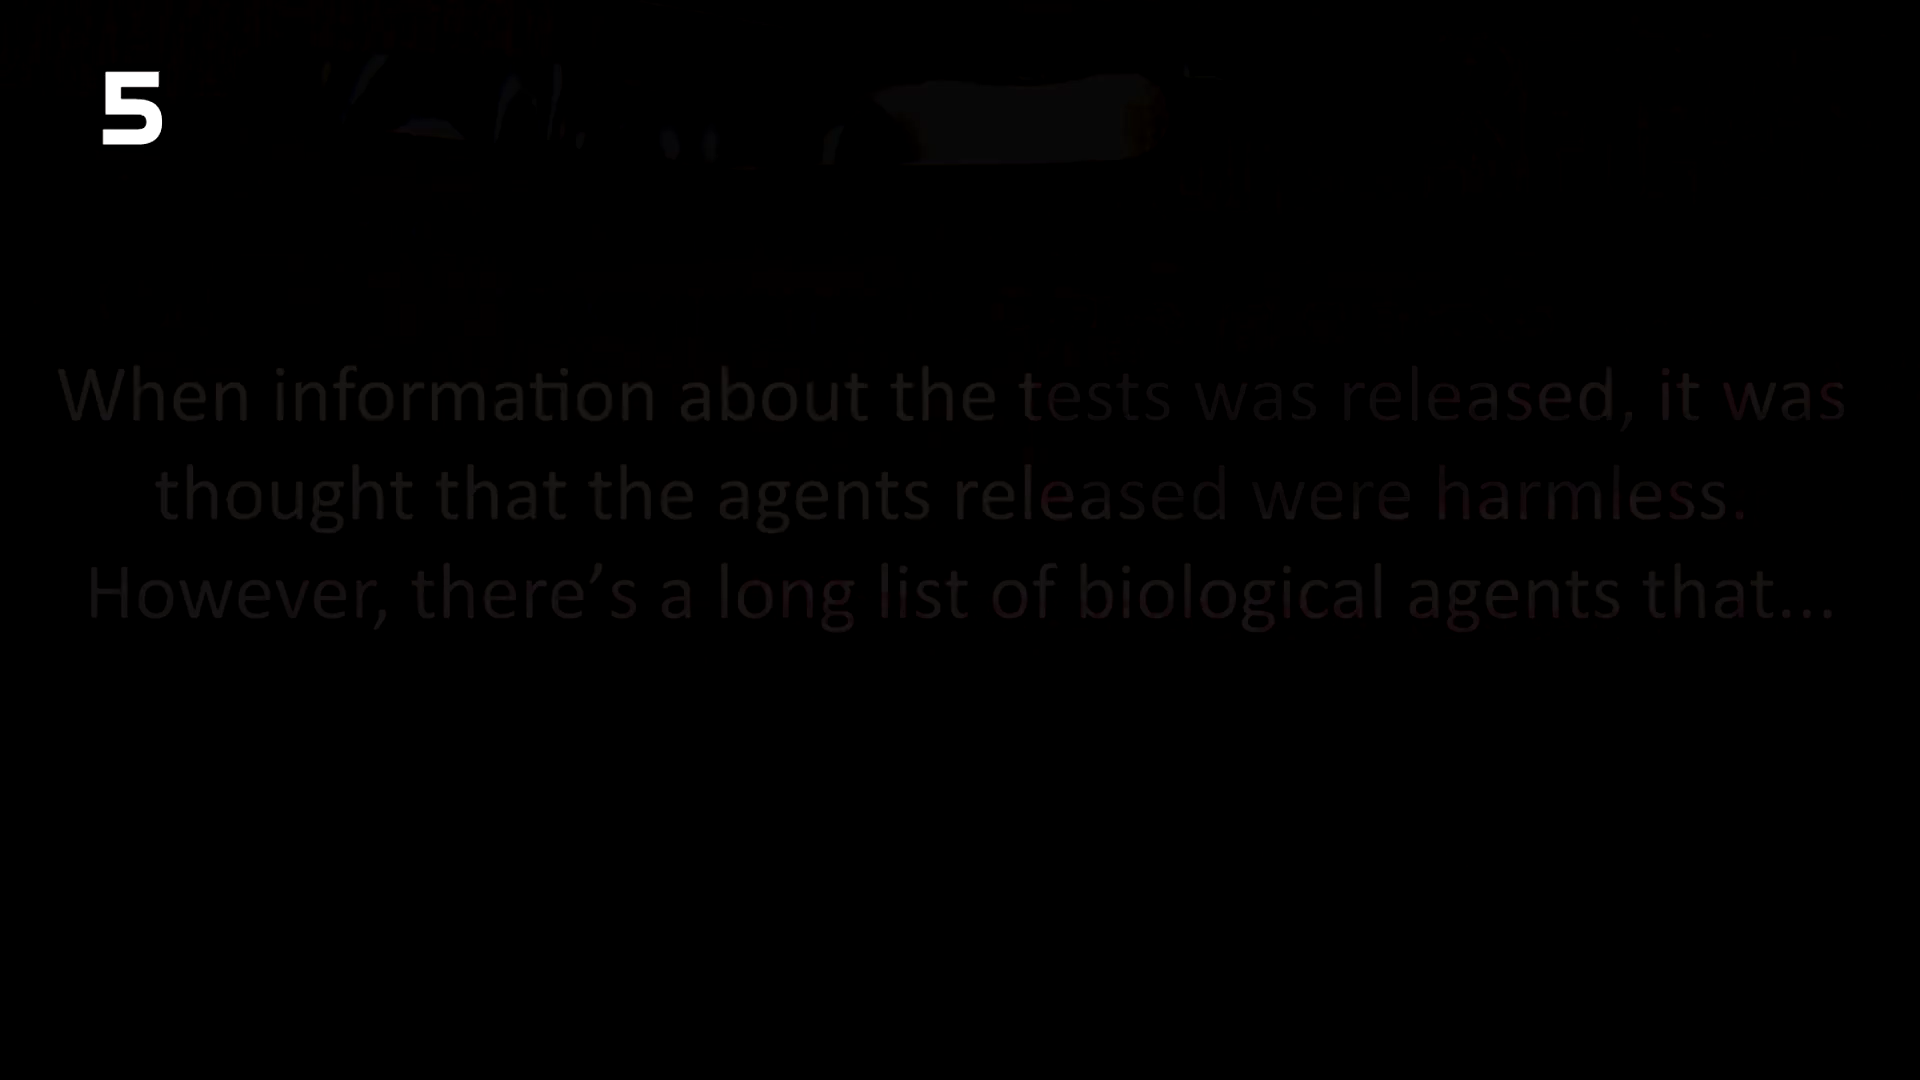 5
When information about the tests was released, it was
thought that the agents released were harmless.
However, there’s a long list of biological agents that...